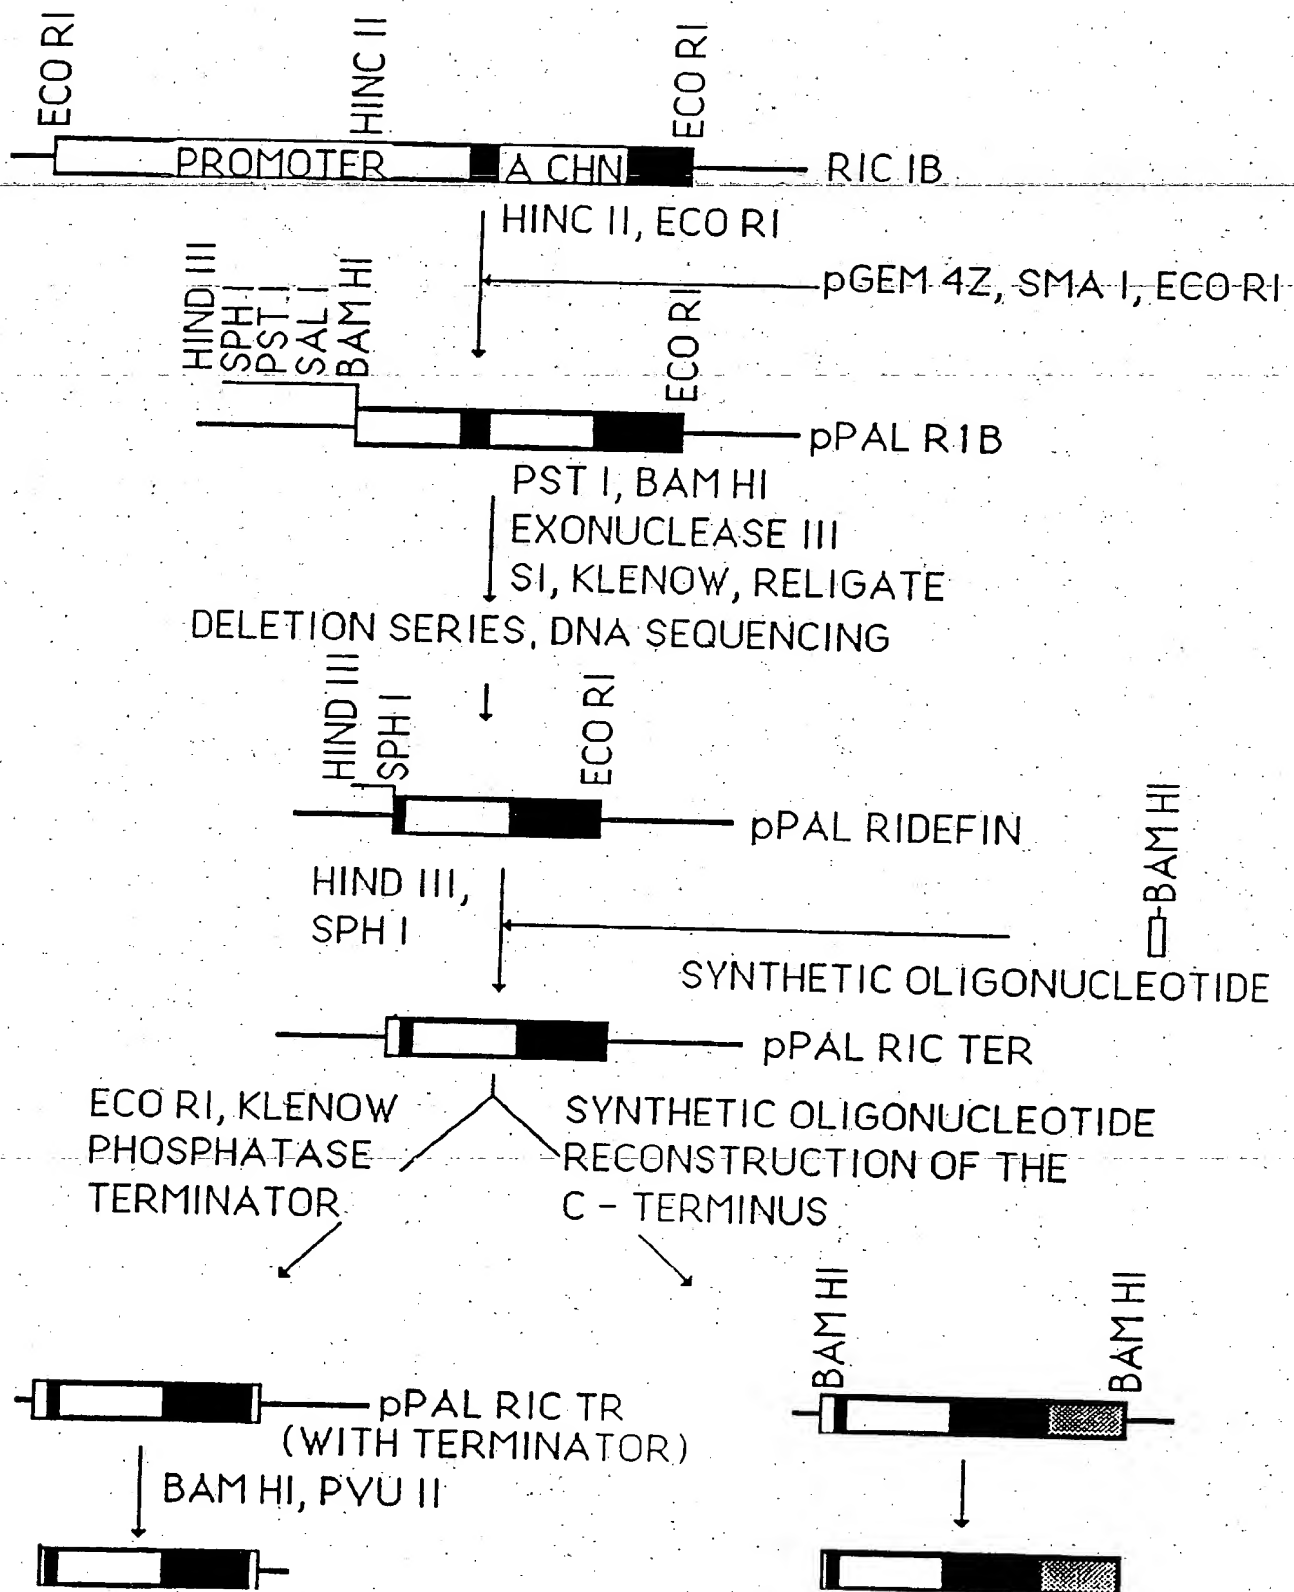 ECO RI
HINC II
ECO RI
PROMOTER
A CHN
RIC IB
HINC II, ECO RI
pGEM 4Z, SMA I, ECO RI
HIND III
SPH I
PST I
SAL I
BAM HI
ECO RI
pPAL R1B
PST I, BAM HI
EXONUCLEASE III
SI, KLENOW, RELIGATE
DELETION SERIES, DNA SEQUENCING
HIND III
SPH I
ECO RI
pPAL RIDEFIN
BAM HI
HIND III,
SPH I
SYNTHETIC OLIGONUCLEOTIDE
pPAL RIC TER
ECO RI, KLENOW
PHOSPHATASE
TERMINATOR
SYNTHETIC OLIGONUCLEOTIDE
RECONSTRUCTION OF THE
C - TERMINUS
BAM HI
BAM HI
pPAL RIC TR
(WITH TERMINATOR)
BAM HI, PVU II